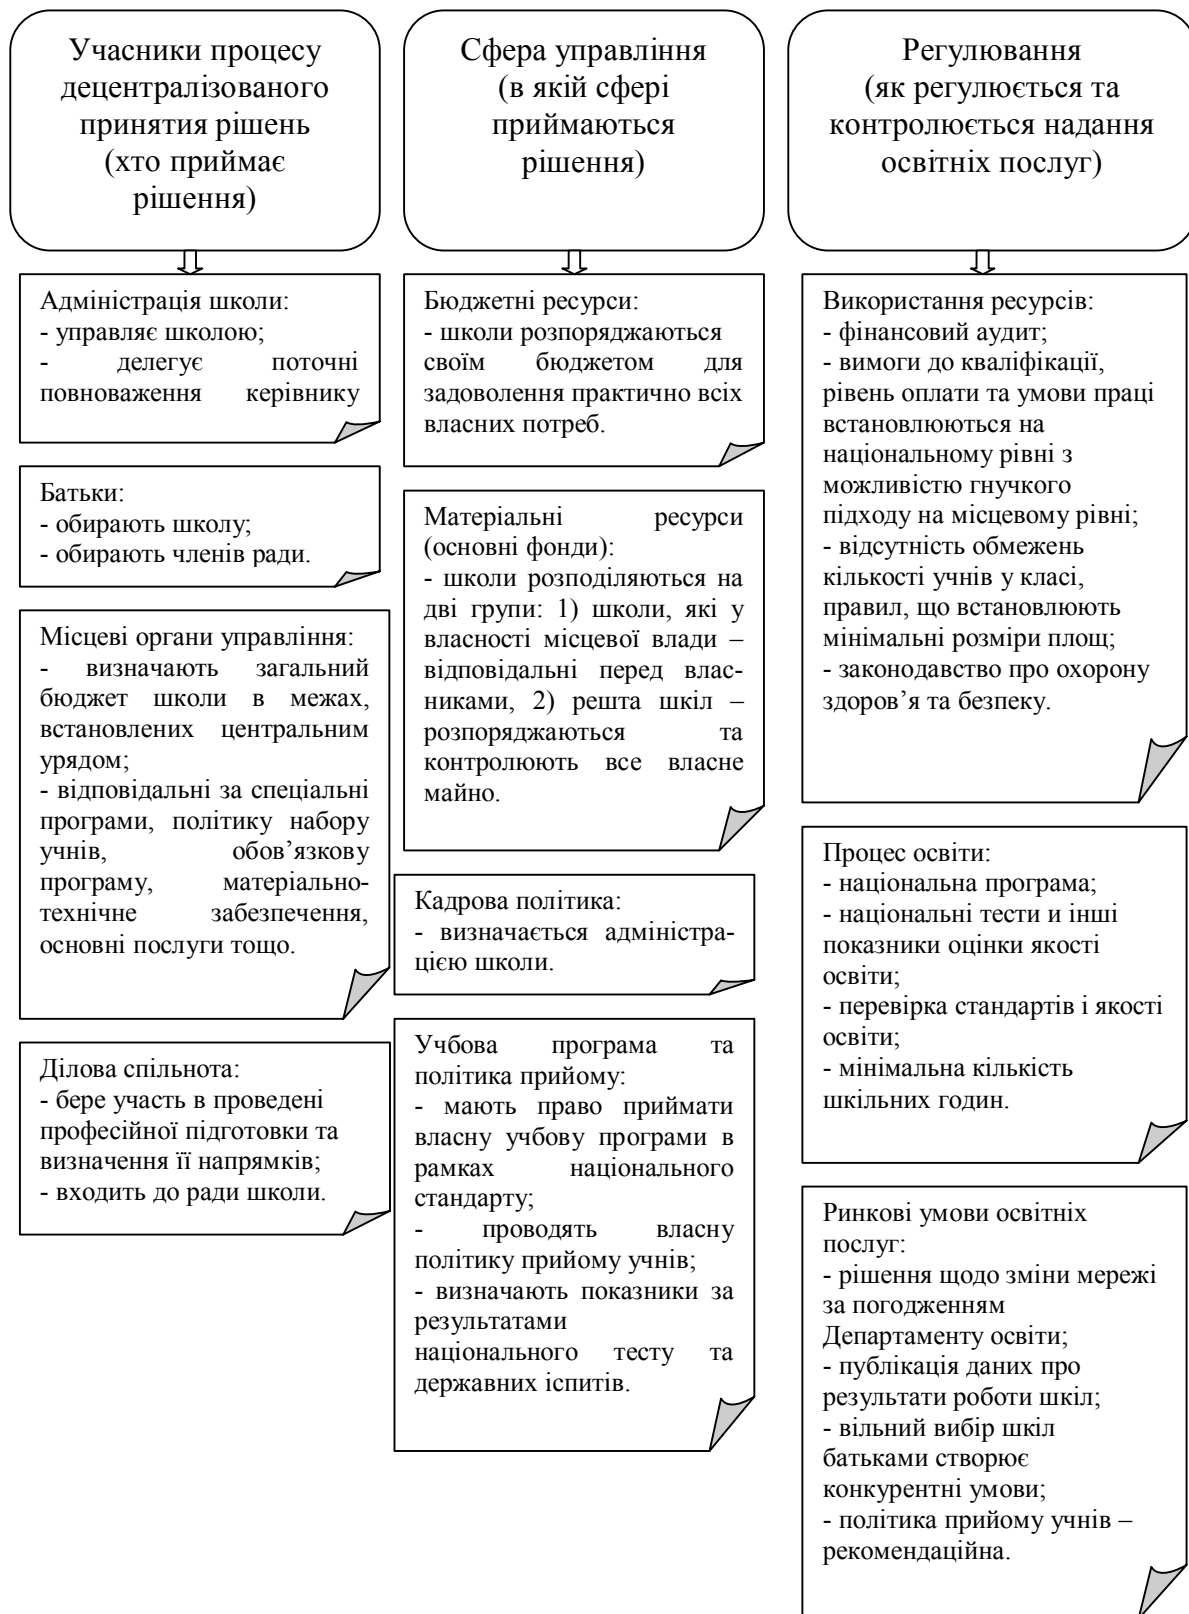 Учасники процесу
децентралізованого
принятия рішень
(хто приймає
рішення)
Адміністрація школи:
- управляє школою;
- делегує поточні
повноваження керівнику
Батьки:
- обирають школу;
- обирають членів ради.
Місцеві органи управління:
- визначають загальний
бюджет школи в межах,
встановлених центральним
урядом;
- відповідальні за спеціальні
програми, політику набору
учнів, обов’язкову
програму, матеріально-
технічне забезпечення,
основні послуги тощо.
Ділова спільнота:
- бере участь в проведені
професійної підготовки та
визначення її напрямків;
- входить до ради школи.
Сфера управління
(в якій сфері
приймаються
рішення)
Бюджетні ресурси:
- школи розпоряджаються
своїм бюджетом для
задоволення практично всіх
власних потреб.
Матеріальні ресурси
(основні фонди):
- школи розподіляються на
дві групи: 1) школи, які у
власності місцевої влади –
відповідальні перед влас-
никами, 2) решта шкіл –
розпоряджаються та
контролюють все власне
майно.
Кадрова політика:
- визначається адміністра-
цією школи.
Учбова програма та
політика прийому:
- мають право приймати
власну учбову програми в
рамках національного
стандарту;
- проводять власну
політику прийому учнів;
- визначають показники за
результатами
національного тесту та
державних іспитів.
Регулювання
(як регулюється та
контролюється надання
освітніх послуг)
Використання ресурсів:
- фінансовий аудит;
- вимоги до кваліфікації,
рівень оплати та умови праці
встановлюються на
національному рівні з
можливістю гнучкого
підходу на місцевому рівні;
- відсутність обмежень
кількості учнів у класі,
правил, що встановлюють
мінімальні розміри площ;
- законодавство про охорону
здоров’я та безпеку.
Процес освіти:
- національна програма;
- національні тести и інші
показники оцінки якості
освіти;
- перевірка стандартів і якості
освіти;
- мінімальна кількість
шкільних годин.
Ринкові умови освітніх
послуг:
- рішення щодо зміни мережі
за погодженням
Департаменту освіти;
- публікація даних про
результати роботи шкіл;
- вільний вибір шкіл
батьками створює
конкурентні умови;
- політика прийому учнів –
рекомендаційна.